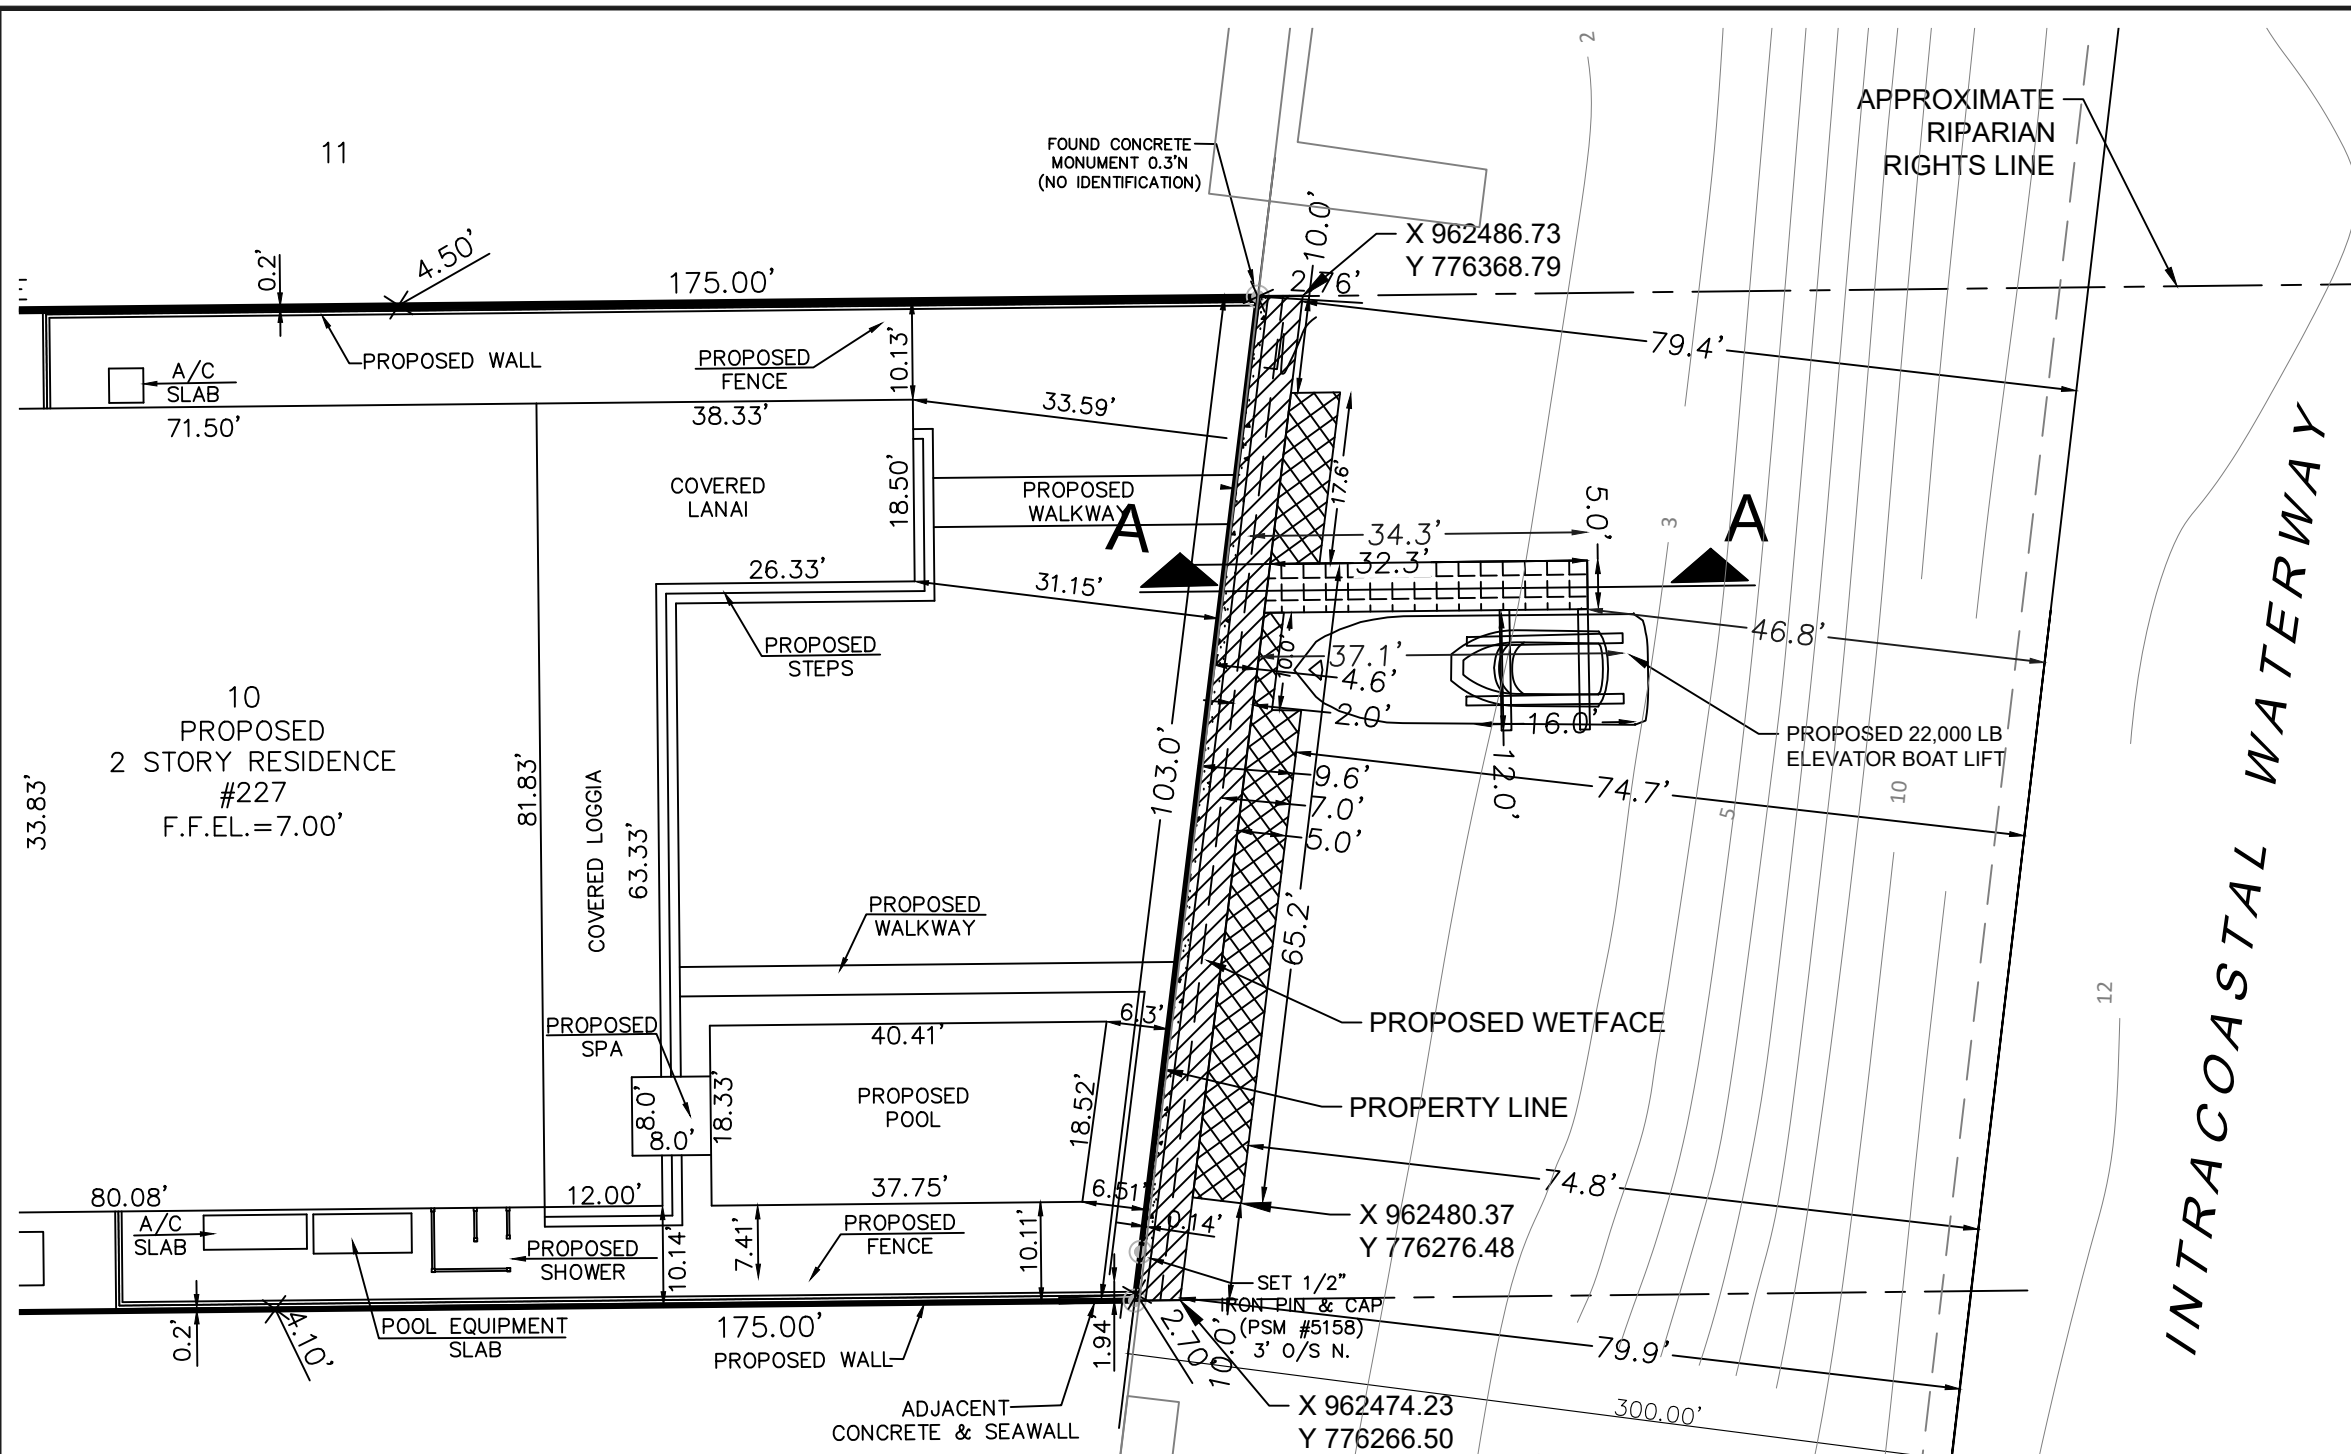 2
APPROXIMATE
RIPARIAN
RIGHTS LINE
11
FOUND CONCRETE
MONUMENT 0.3'N
(NO IDENTIFICATION)
10.0'
X 962486.73
Y 776368.79
0.2'
4.50'
175.00'
2.76'
79.4'
PROPOSED WALL
PROPOSED
FENCE
10.13'
A/C
SLAB
71.50'
38.33'
33.59'
COVERED
LANAI
18.50'
PROPOSED
WALKWAY
17.6'
A
34.3'
32.3'
5.0'
3
A
26.33'
31.15'
46.8'
PROPOSED
STEPS
10.0'
37.1'
4.6'
2.0'
16.0'
12.0'
PROPOSED 22,000 LB
ELEVATOR BOAT LIFT
10
PROPOSED
2 STORY RESIDENCE
#227
F.F.EL.=7.00'
33.83'
81.83'
COVERED LOGGIA
63.33'
103.0'
9.6'
7.0'
5.0'
74.7'
5
10
INTRACOASTAL WATERWAY
PROPOSED
WALKWAY
65.2'
12
PROPOSED WETFACE
PROPOSED
SPA
40.41'
6.3'
8.0'
8.0'
18.33'
PROPOSED
POOL
18.52'
PROPERTY LINE
80.08'
12.00'
37.75'
6.51'
74.8'
A/C
SLAB
PROPOSED
SHOWER
10.14'
7.41'
PROPOSED
FENCE
10.11'
0.14'
X 962480.37
Y 776276.48
SET 1/2"
IRON PIN & CAP
(PSM #5158)
3' O/S N.
0.2'
4.10'
POOL EQUIPMENT
SLAB
175.00'
PROPOSED WALL
1.94'
2.70'
10.0'
79.9'
ADJACENT
CONCRETE & SEAWALL
X 962474.23
Y 776266.50
300.00'